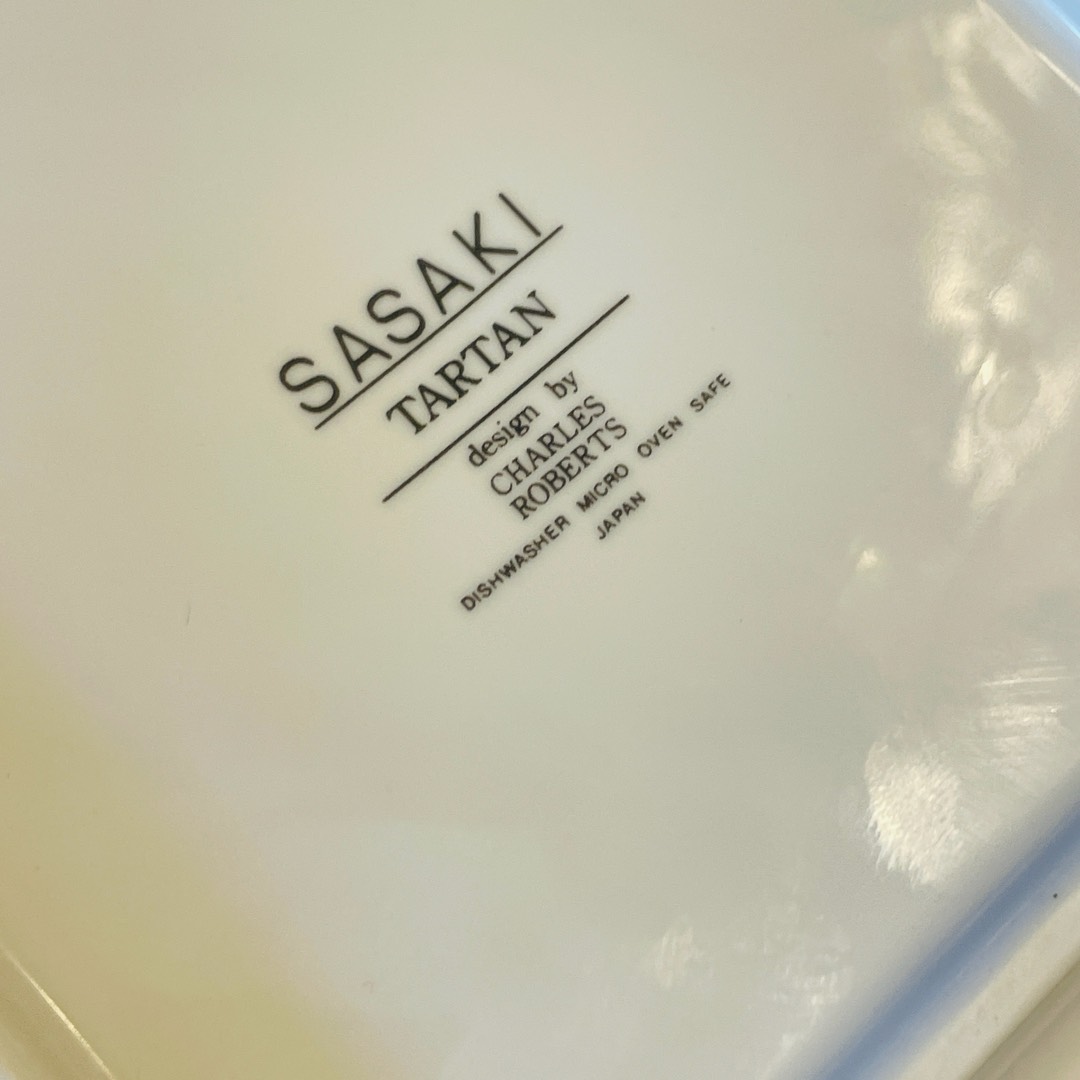 SASAKI
TARTAN
design by
CHARLES
ROBERTS
DISHWASHER MICRO OVEN SAFE
JAPAN